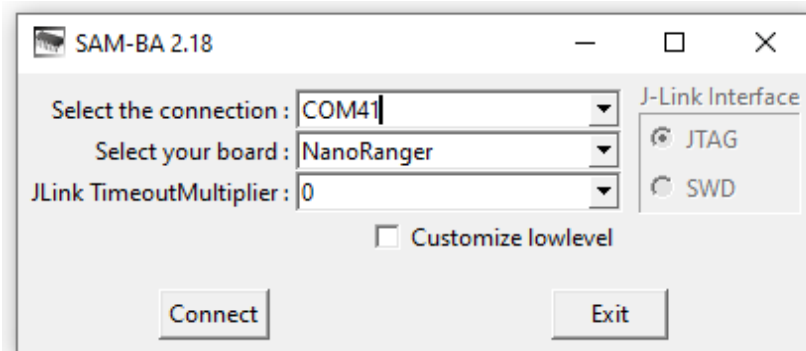 SAM-BA 2.18
Select the connection : COM41
J-Link Interface
Select your board : NanoRanger
JTAG
JLink TimeoutMultiplier : 0
SWD
Customize lowlevel
Connect
Exit